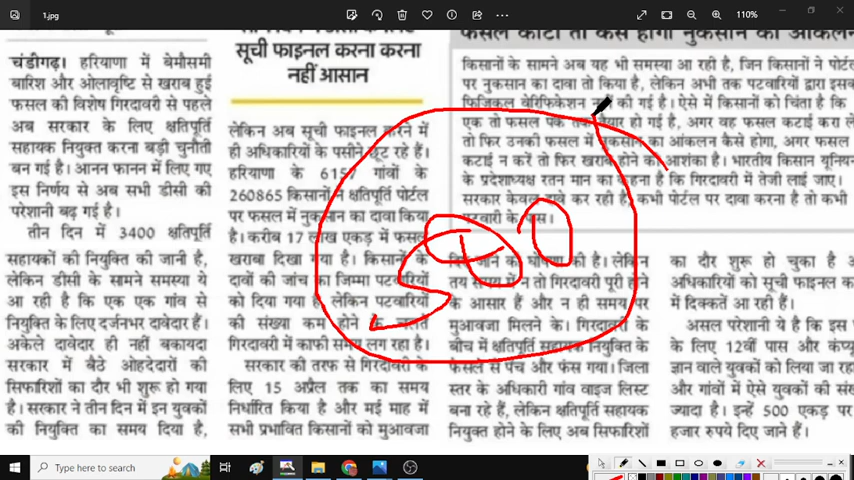 1.jpg
110%
सूची फाइनल करना करना
नहीं आसान
फसल काटी तो कैसे होगा नुकसान का आंकलन
चंडीगढ़। हरियाणा में बेमौसमी
बारिश और ओलावृष्टि से खराब हुई
फसल की विशेष गिरदावरी से पहले
अब सरकार के लिए क्षतिपूर्ति
सहायक नियुक्त करना बड़ी चुनौती
बन गई है। आनन फानन में लिए गए
इस निर्णय से अब सभी डीसी की
परेशानी बढ़ गई है।
तीन दिन में 3400 क्षतिपूर्ति
सहायकों की नियुक्ति की जानी है,
लेकिन डीसी के सामने समस्या ये
आ रही है कि एक एक गांव से
नियुक्ति के लिए दर्जनभर दावेदार हैं।
अकेले दावेदार ही नहीं बकायदा
सरकार में बैठे ओहदेदारों की
सिफारिशों का दौर भी शुरू हो गया
है। सरकार ने तीन दिन में इन युवकों
की नियुक्ति का समय दिया है,
लेकिन अब सूची फाइनल करने में
ही अधिकारियों के पसीने छूट रहे हैं।
हरियाणा के 6157 गांवों के
260865 किसानों ने क्षतिपूर्ति पोर्टल
पर फसल में नुकसान का दावा किया
है। करीब 17 लाख एकड़ में फसल
खराबा दिखा गया है। किसानों के
दावों की जांच का जिम्मा पटवारियों
को दिया गया है, लेकिन पटवारियों
की संख्या कम होने के चलते
गिरदावरी में काफी समय लग रहा है।
सरकार की तरफ से गिरदावरी के
लिए 15 अप्रैल तक का समय
निर्धारित किया है और मई माह में
सभी प्रभावित किसानों को मुआवजा
किसानों के सामने अब यह भी समस्या आ रही है, जिन किसानों ने पोर्टल
पर नुकसान का दावा तो किया है, लेकिन अभी तक पटवारियों द्वारा इसकी
फिजिकल वेरिफिकेशन नहीं की गई है। ऐसे में किसानों को चिंता है कि
एक तो फसल पक तैयार हो गई है, अगर वह फसल कटाई करा ले
तो फिर उनकी फसल में नुकसान का आंकलन कैसे होगा, अगर फसल
कटाई न करें तो फिर खराब होने की आशंका है। भारतीय किसान यूनियन
के प्रदेशाध्यक्ष रतन मान का कहना है कि गिरदावरी में तेजी लाई जाए।
सरकार केवल दावे कर रही है, कभी पोर्टल पर दावा करना है तो कभी
पटवारी के पास।
दिए जाने की घोषणा की है। लेकिन
तय समय में न तो गिरदावरी पूरी होने
के आसार हैं और न ही समय पर
मुआवजा मिलने के। गिरदावरी के
बीच में क्षतिपूर्ति सहायक नियुक्ति के
फैसले से पेंच और फंस गया है। जिला
स्तर के अधिकारी गांव वाइज लिस्ट
बना रहे हैं, लेकिन क्षतिपूर्ति सहायक
नियुक्त होने के लिए अब सिफारिशों
का दौर शुरू हो चुका है
अधिकारियों को सूची फाइनल क
में दिक्कतें आ रही हैं।
असल परेशानी ये है कि इस
के लिए 12वीं पास और कंप्यू
ज्ञान वाले युवकों को लिया जा रहा
और गांवों में ऐसे युवकों की संख
ज्यादा है। इन्हें 500 एकड़ पर
हजार रुपये दिए जाने हैं।
500
Type here to search